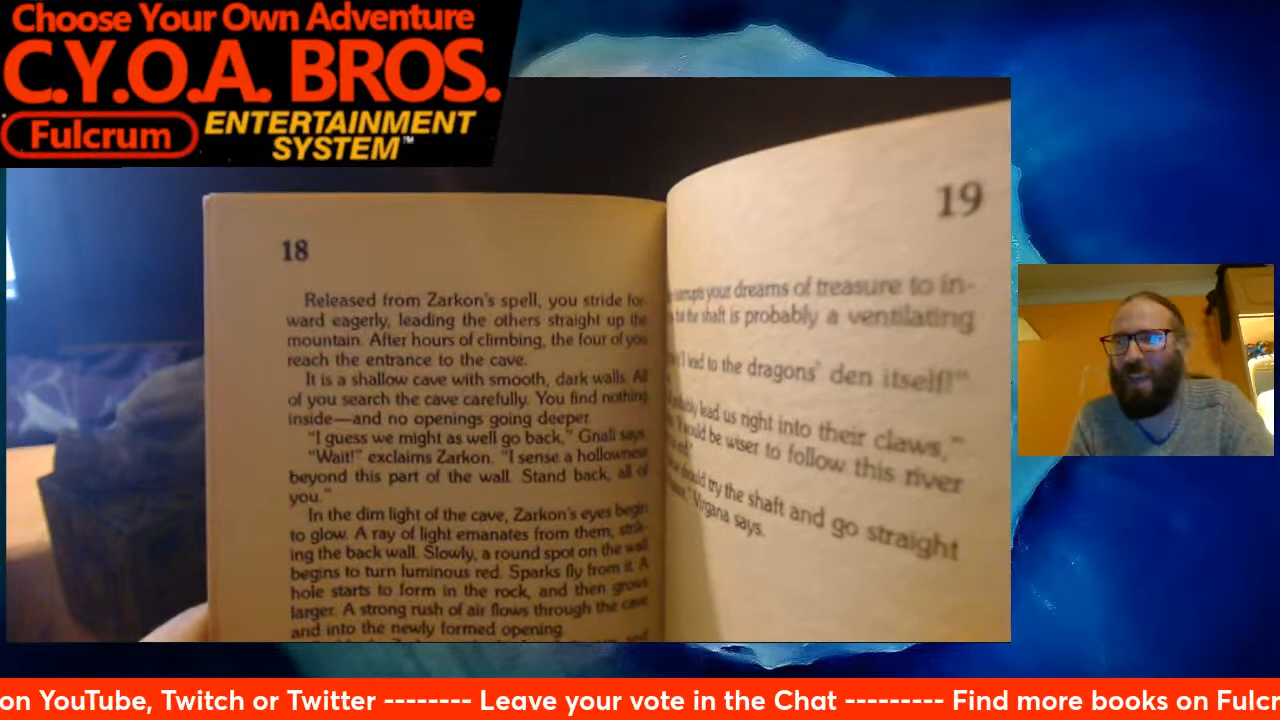 Choose Your Own Adventure
C.Y.O.A. BROS.
Fulcrum
ENTERTAINMENT
SYSTEM™
18
Released from Zarkon's spell, you stride for-
ward eagerly, leading the others straight up the
mountain. After hours of climbing, the four of you
reach the entrance to the cave.
It is a shallow cave with smooth, dark walls. All
of you search the cave carefully. You find nothing
inside—and no openings going deeper.
"I guess we might as well go back," Gnali says.
"Wait!" exclaims Zarkon. "I sense a hollowness
beyond this part of the wall. Stand back, all of
you."
In the dim light of the cave, Zarkon's eyes begin
to glow. A ray of light emanates from them, strik-
ing the back wall. Slowly, a round spot on the wall
begins to turn luminous red. Sparks fly from it. A
hole starts to form in the rock, and then grows
larger. A strong rush of air flows through the cave
and into the newly formed opening.
19
your dreams of treasure to in-
but the shaft is probably a ventilating
lead to the dragons' den itself!"
lead us right into their claws,"
would be wiser to follow this river
should try the shaft and go straight
Virgana says.
on YouTube, Twitch or Twitter -------- Leave your vote in the Chat --------- Find more books on Fulcr